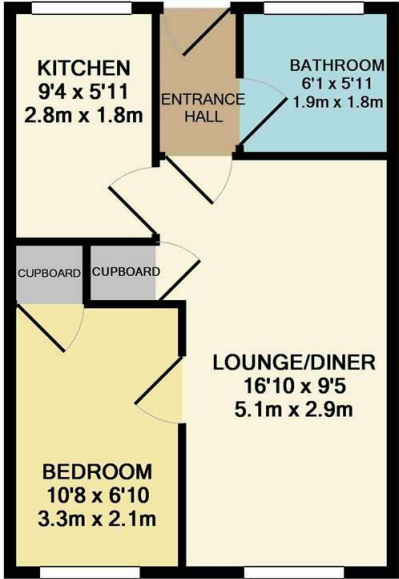 KITCHEN
9'4 x 5'11
2.8m x 1.8m
ENTRANCE
HALL
BATHROOM
6'1 x 5'11
1.9m x 1.8m
CUPBOARD
CUPBOARD
LOUNGE/DINER
16'10 x 9'5
5.1m x 2.9m
BEDROOM
10'8 x 6'10
3.3m x 2.1m